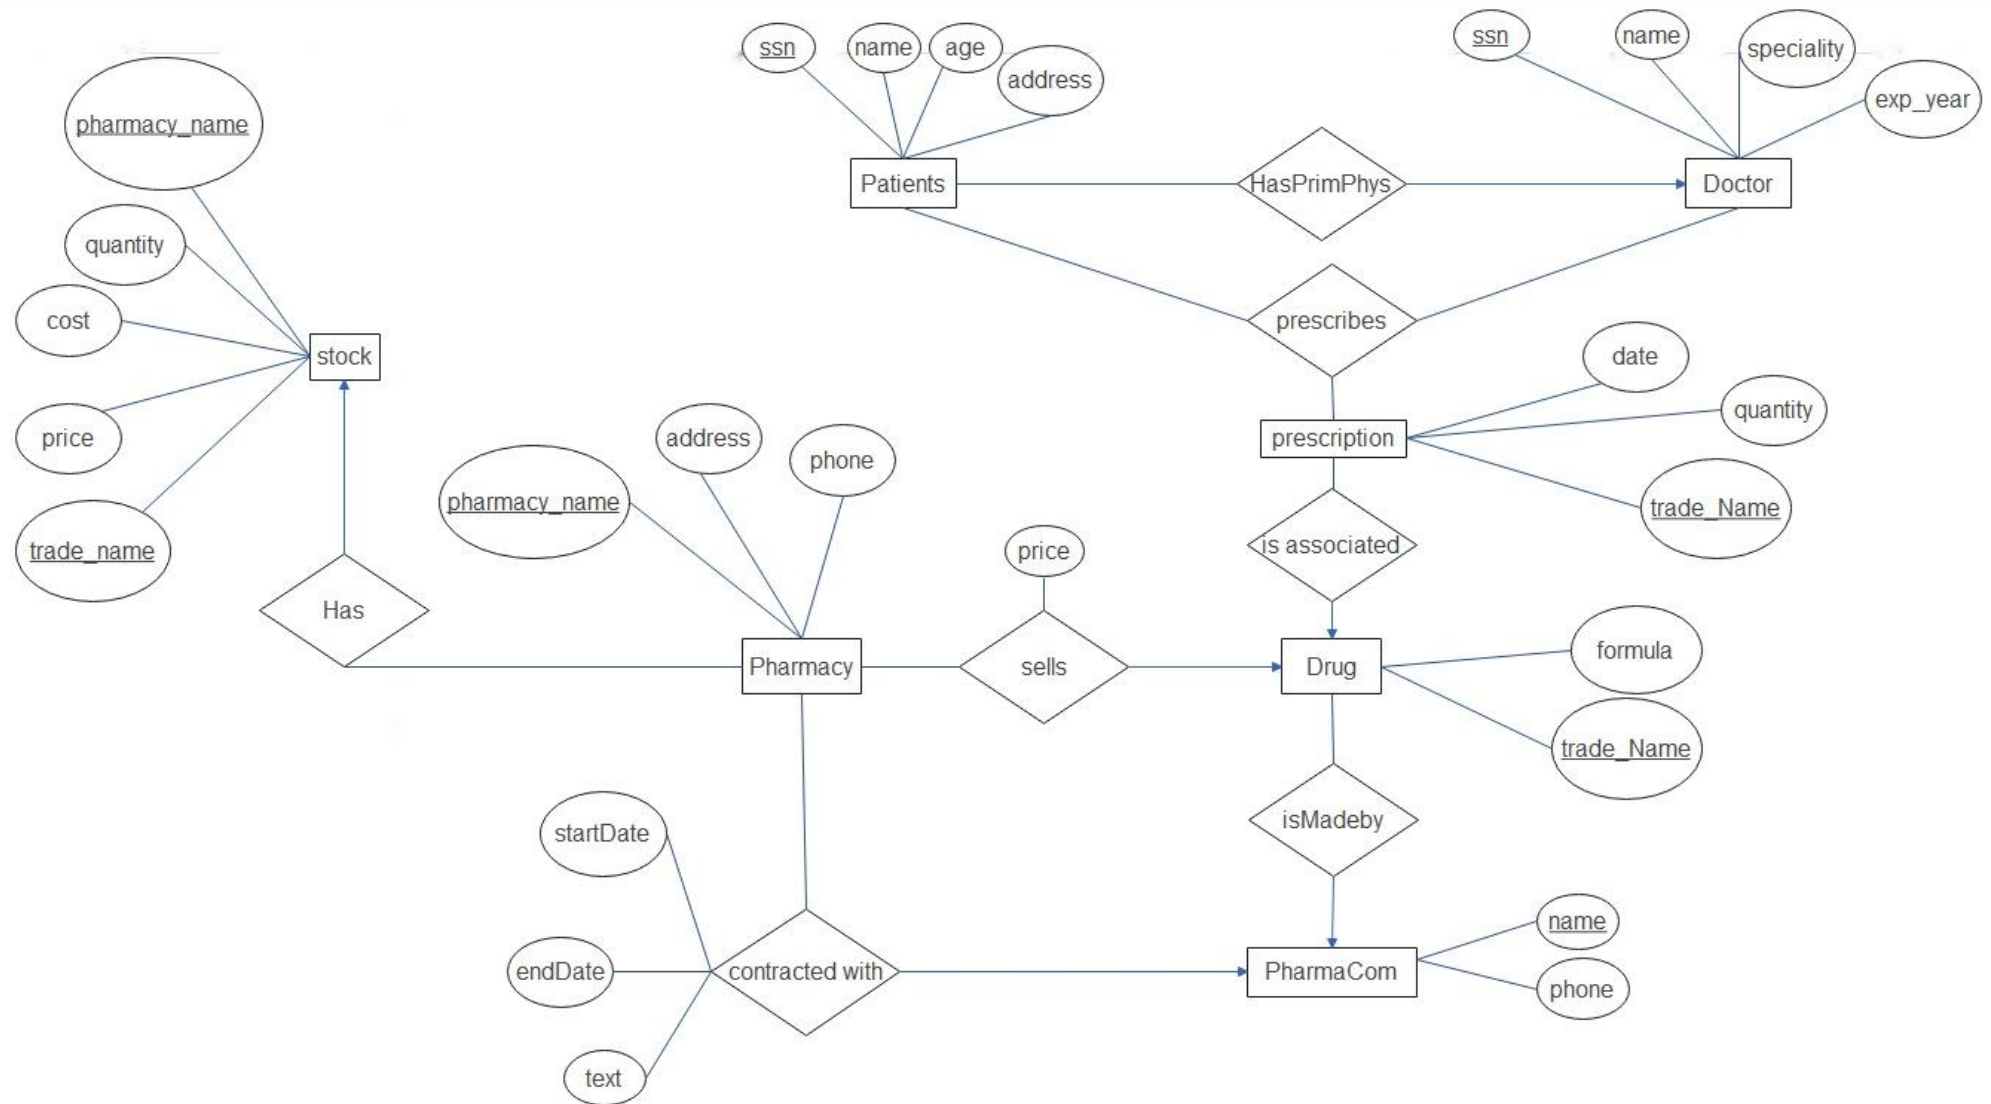 ssn
name
age
address
ssn
name
speciality
exp_year
pharmacy_name
quantity
cost
price
trade_name
stock
Has
Patients
HasPrimPhys
Doctor
prescribes
date
quantity
trade_Name
prescription
address
phone
pharmacy_name
price
is associated
Pharmacy
sells
Drug
formula
trade_Name
isMadeby
startDate
endDate
text
contracted with
PharmaCom
name
phone